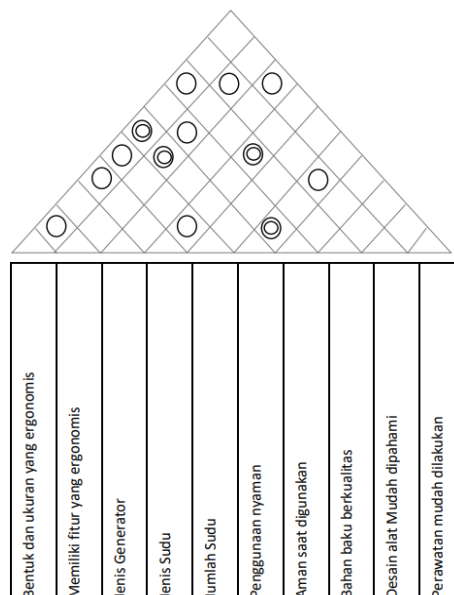 Bentuk dan ukuran yang ergonomis
Memiliki fitur yang ergonomis
Jenis Generator
Jenis Sudu
Jumlah Sudu
Penggunaan nyaman
Aman saat digunakan
Bahan baku berkualitas
Desain alat Mudah dipahami
Perawatan mudah dilakukan